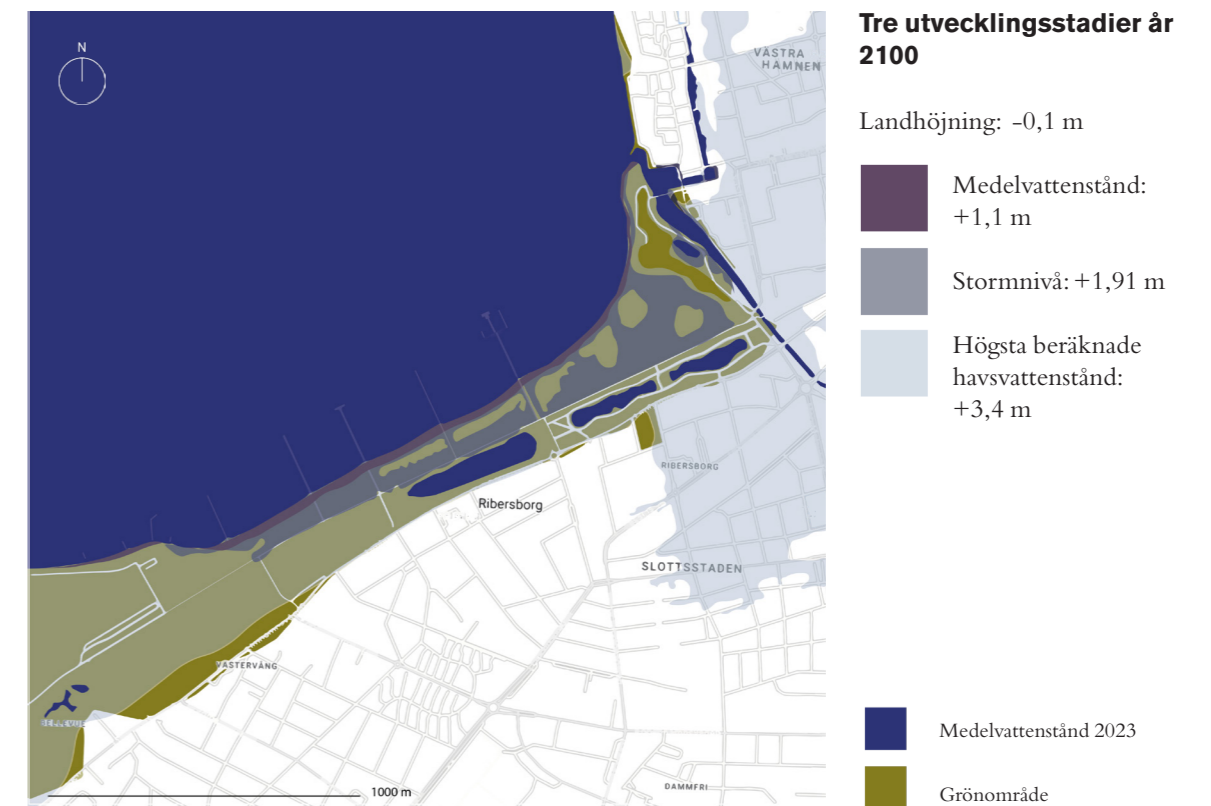 Tre utvecklingsstadier år
2100
Landhöjning: -0,1 m
Medelvattenstånd:
+1,1 m
Stormnivå: +1,91 m
Högsta beräknade
havsvattenstånd:
+3,4 m
Medelvattenstånd 2023
Grönområde
N
VÄSTRA
HAMNEN
RIBERSBORG
Ribersborg
SLOTTSSTADEN
VÄSTERVÅNG
BELLEVUE
1000 m
DAMMFRI